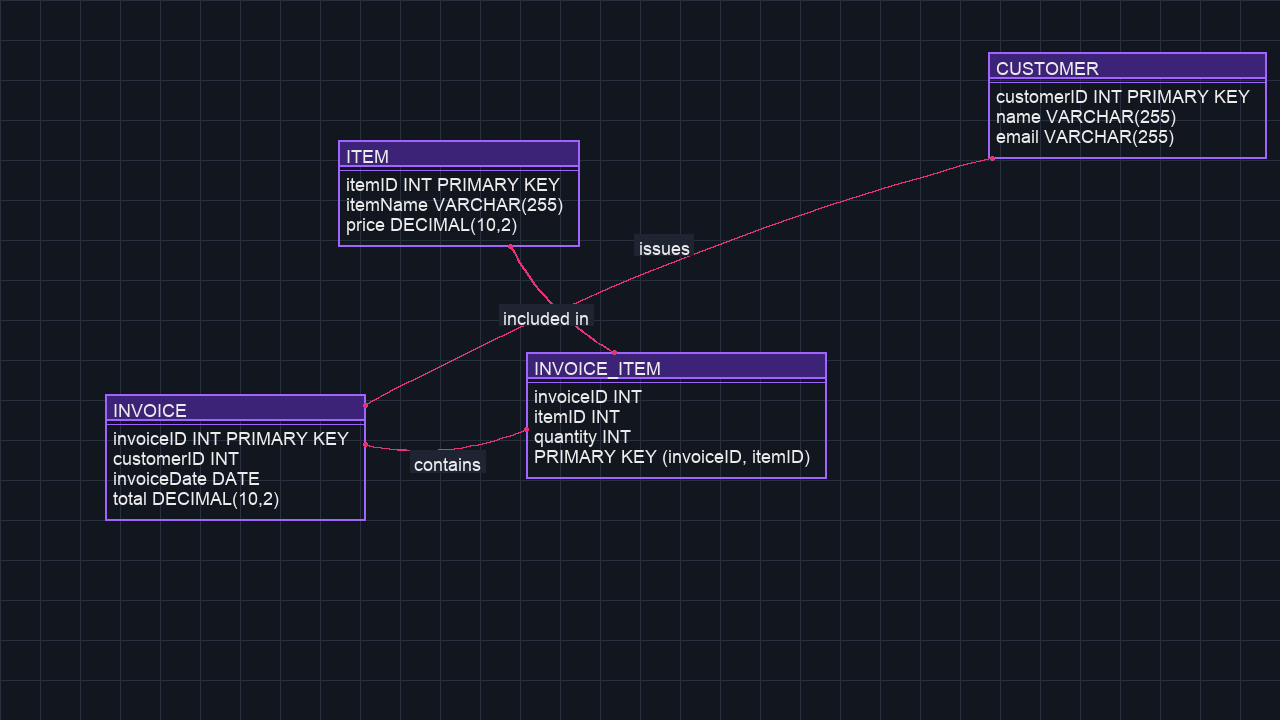 CUSTOMER
customerID INT PRIMARY KEY
name VARCHAR(255)
email VARCHAR(255)
ITEM
itemID INT PRIMARY KEY
itemName VARCHAR(255)
price DECIMAL(10,2)
issues
included in
INVOICE_ITEM
invoiceID INT
itemID INT
quantity INT
PRIMARY KEY (invoiceID, itemID)
INVOICE
invoiceID INT PRIMARY KEY
customerID INT
invoiceDate DATE
total DECIMAL(10,2)
contains